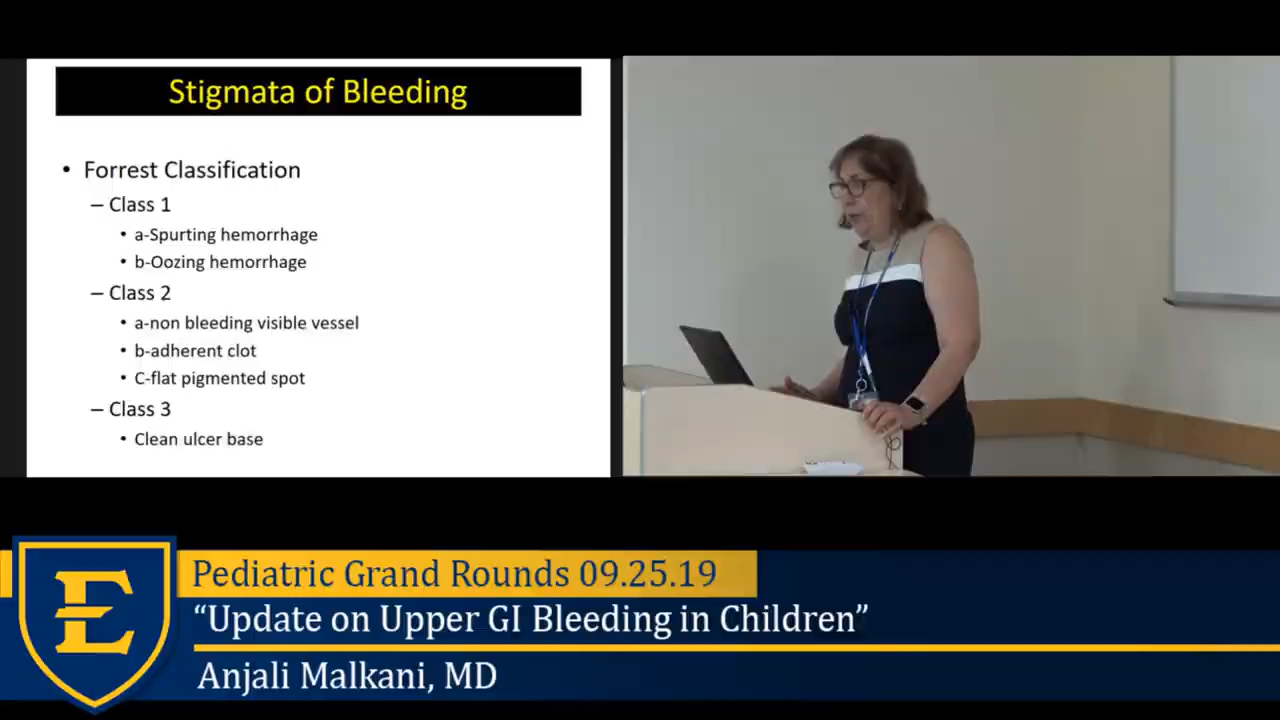 Stigmata of Bleeding
• Forrest Classification
– Class 1
• a-Spurting hemorrhage
• b-Oozing hemorrhage
– Class 2
• a-non bleeding visible vessel
• b-adherent clot
• C-flat pigmented spot
– Class 3
• Clean ulcer base
E
Pediatric Grand Rounds 09.25.19
“Update on Upper GI Bleeding in Children”
Anjali Malkani, MD